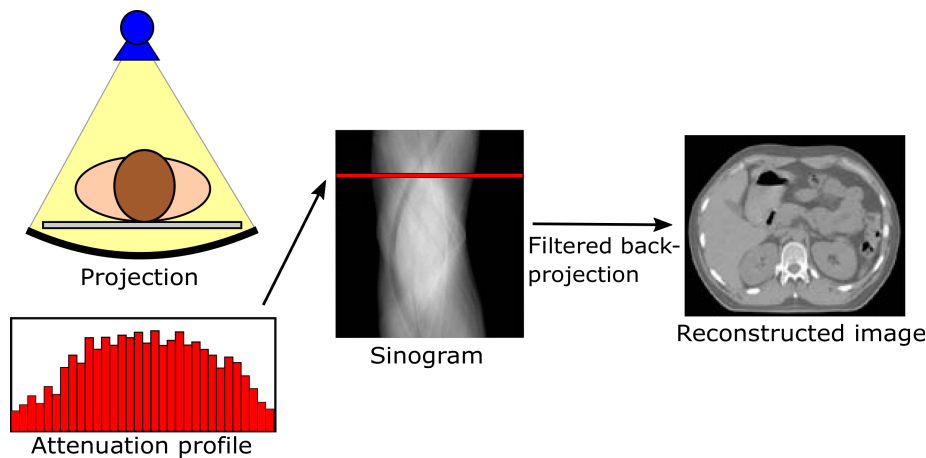 Projection
Attenuation profile
Sinogram
Filtered back-
projection
Reconstructed image